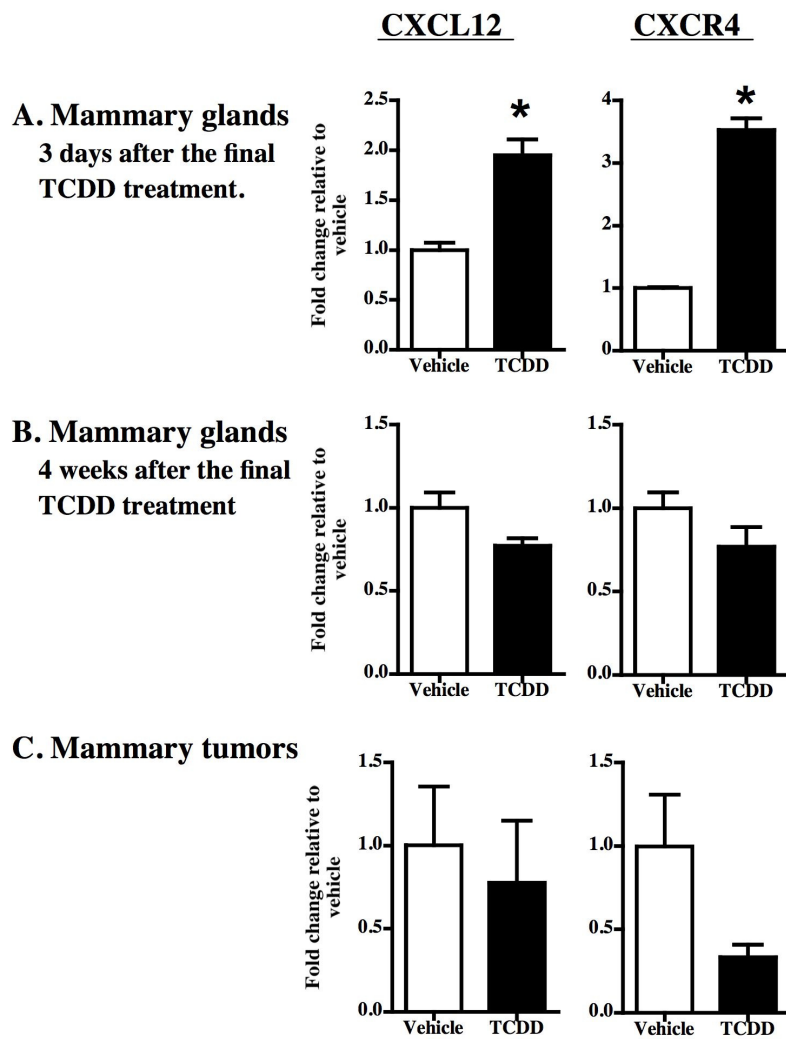 CXCL12
CXCR4
A. Mammary glands
3 days after the final
TCDD treatment.
Fold change relative to
vehicle
2.5
2.0
1.0
0.5
0.0
*
Vehicle TCDD
4
3
2
1
0
*
Vehicle TCDD
B. Mammary glands
4 weeks after the final
TCDD treatment
Fold change relative to
vehicle
1.5
1.0
0.5
0.0
Vehicle TCDD
1.5
1.0
0.5
0.0
Vehicle TCDD
C. Mammary tumors
Fold change relative to
vehicle
1.5
1.0
0.5
0.0
Vehicle TCDD
1.5
1.0
0.5
0.0
Vehicle TCDD